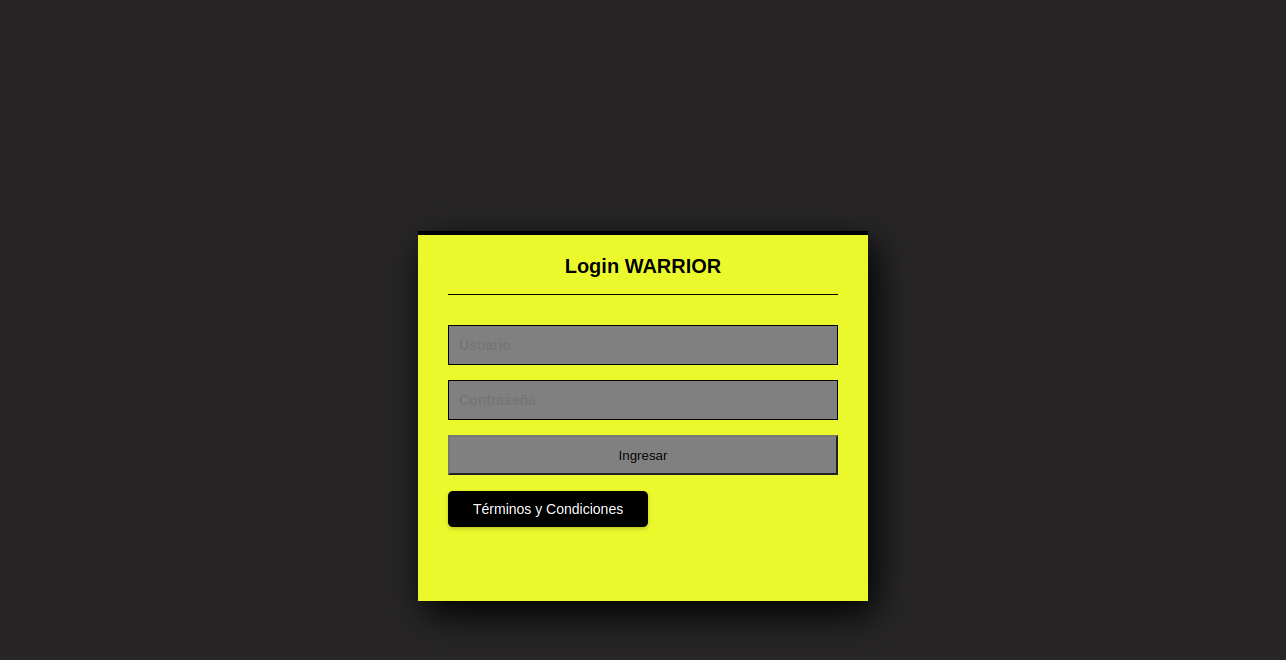 Login WARRIOR
Usuario
Contraseña
Ingresar
Términos y Condiciones